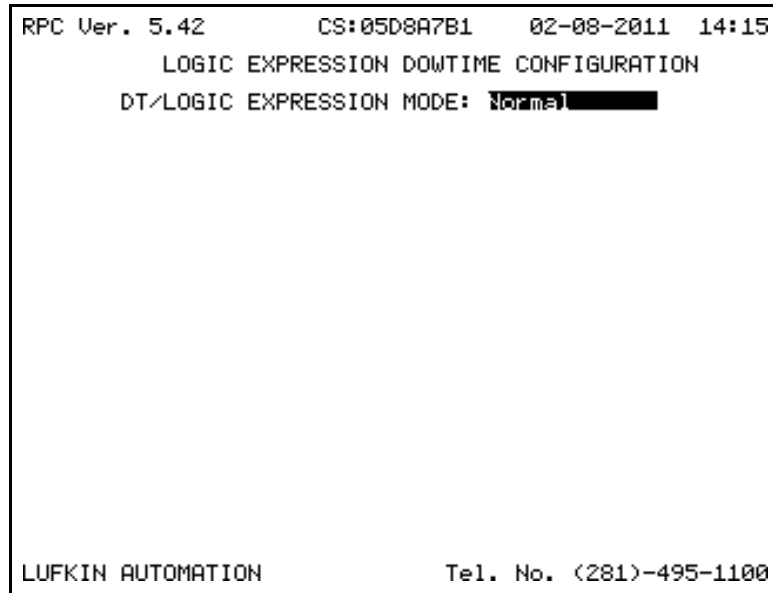 RPC Ver. 5.42 CS:05D8A7B1 02-08-2011 14:15
LOGIC EXPRESSION DOWTIME CONFIGURATION
DT/LOGIC EXPRESSION MODE: Normal
LUFKIN AUTOMATION Tel. No. (281)-495-1100